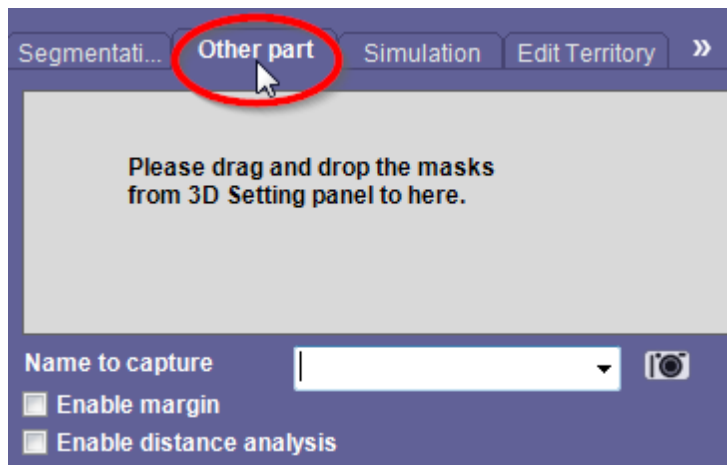 Segmentati... Other part Simulation Edit Territory »
Please drag and drop the masks
from 3D Setting panel to here.
Name to capture
Enable margin
Enable distance analysis